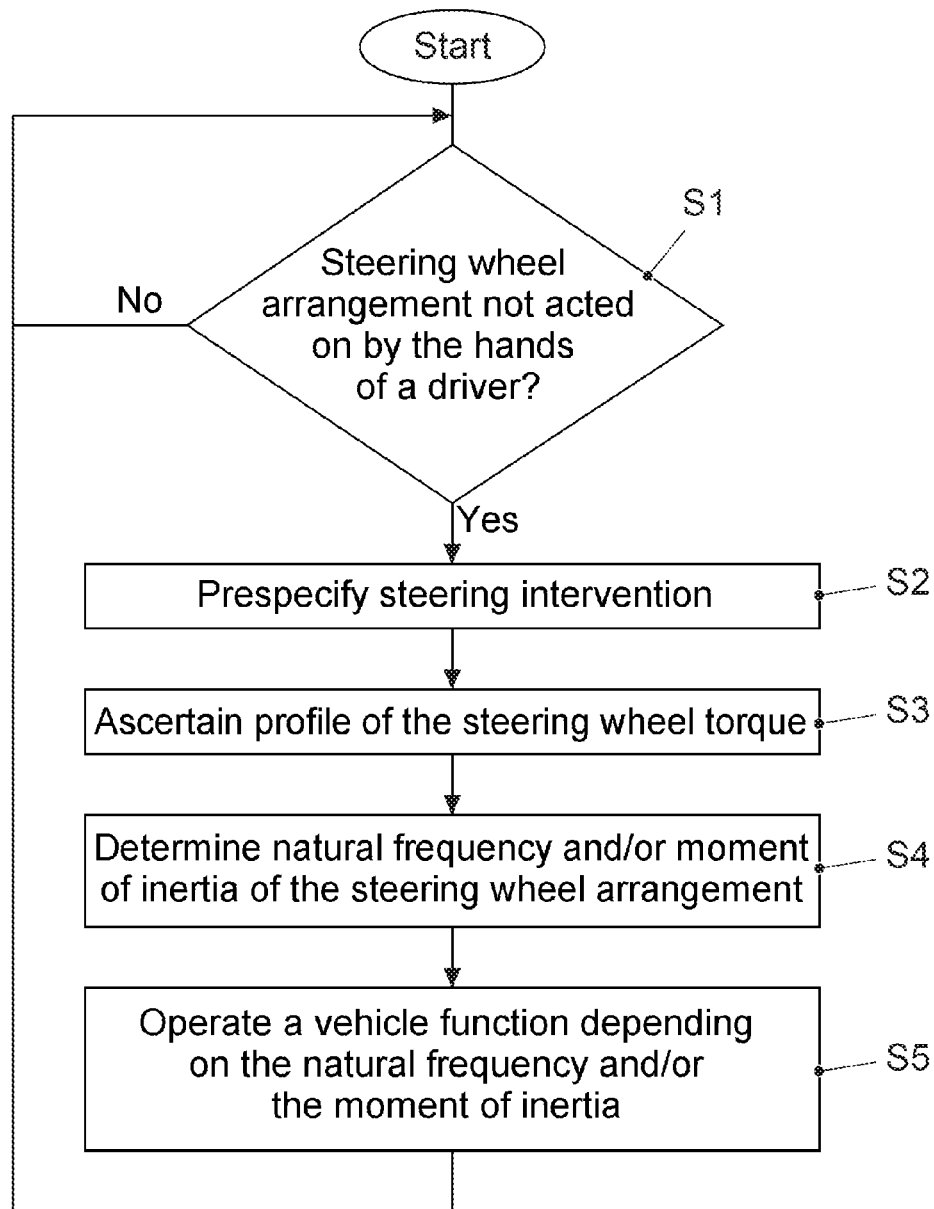 Start
S1
Steering wheel
arrangement not acted
on by the hands
of a driver?
No
Yes
Prespecify steering intervention
S2
Ascertain profile of the steering wheel torque
S3
Determine natural frequency and/or moment
of inertia of the steering wheel arrangement
S4
Operate a vehicle function depending
on the natural frequency and/or
the moment of inertia
S5